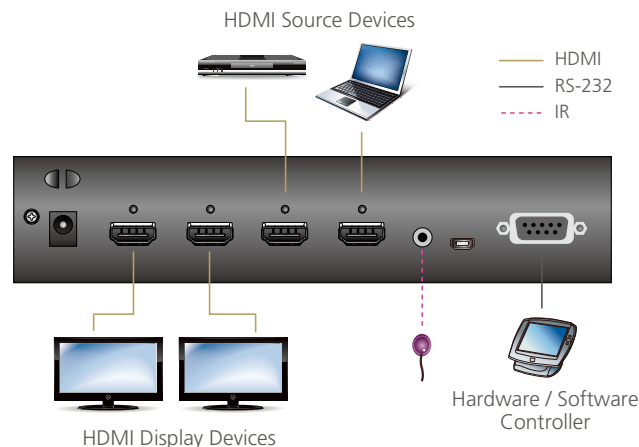 HDMI Source Devices
HDMI
RS-232
IR
Hardware / Software
Controller
HDMI Display Devices